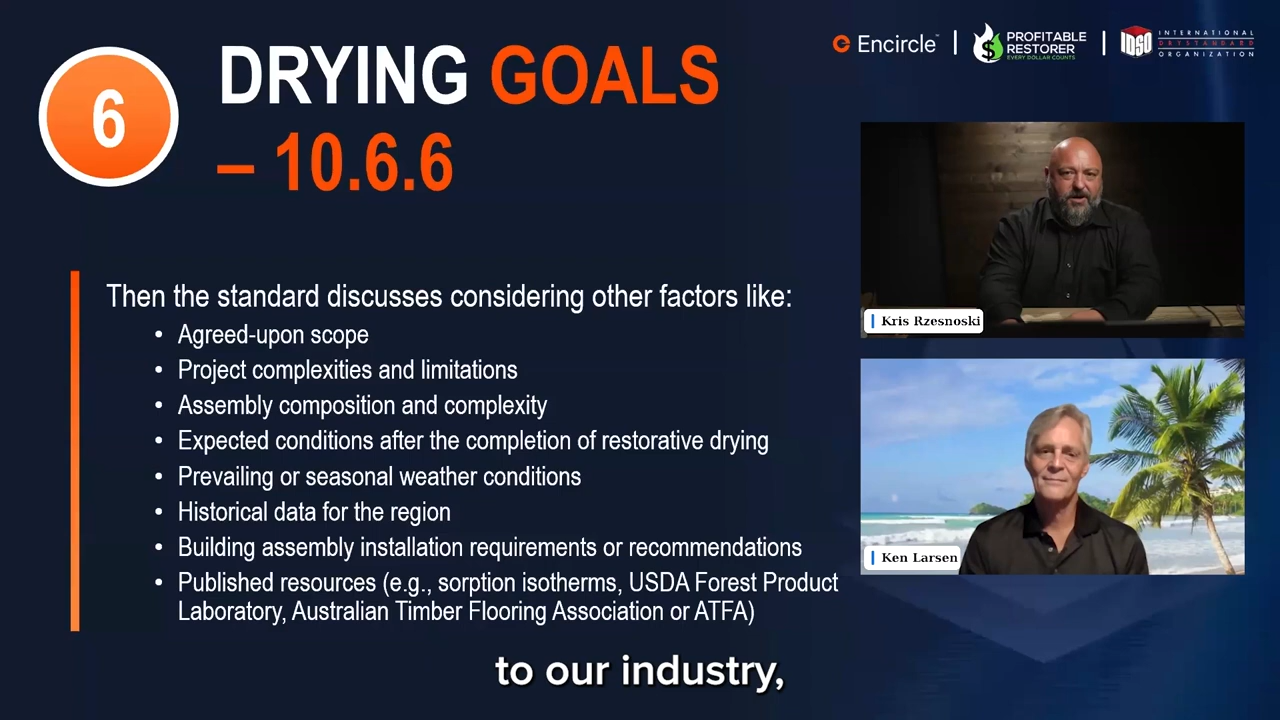 6
DRYING GOALS
– 10.6.6
Encircle™
PROFITABLE
RESTORER
EVERY DOLLAR COUNTS
IDSO
INTERNATIONAL
DRYSTANDARD
ORGANIZATION
Then the standard discusses considering other factors like:
• Agreed-upon scope
• Project complexities and limitations
• Assembly composition and complexity
• Expected conditions after the completion of restorative drying
• Prevailing or seasonal weather conditions
• Historical data for the region
• Building assembly installation requirements or recommendations
• Published resources (e.g., sorption isotherms, USDA Forest Product
Laboratory, Australian Timber Flooring Association or ATFA)
Kris Rzesnoski
Ken Larsen
to our industry,